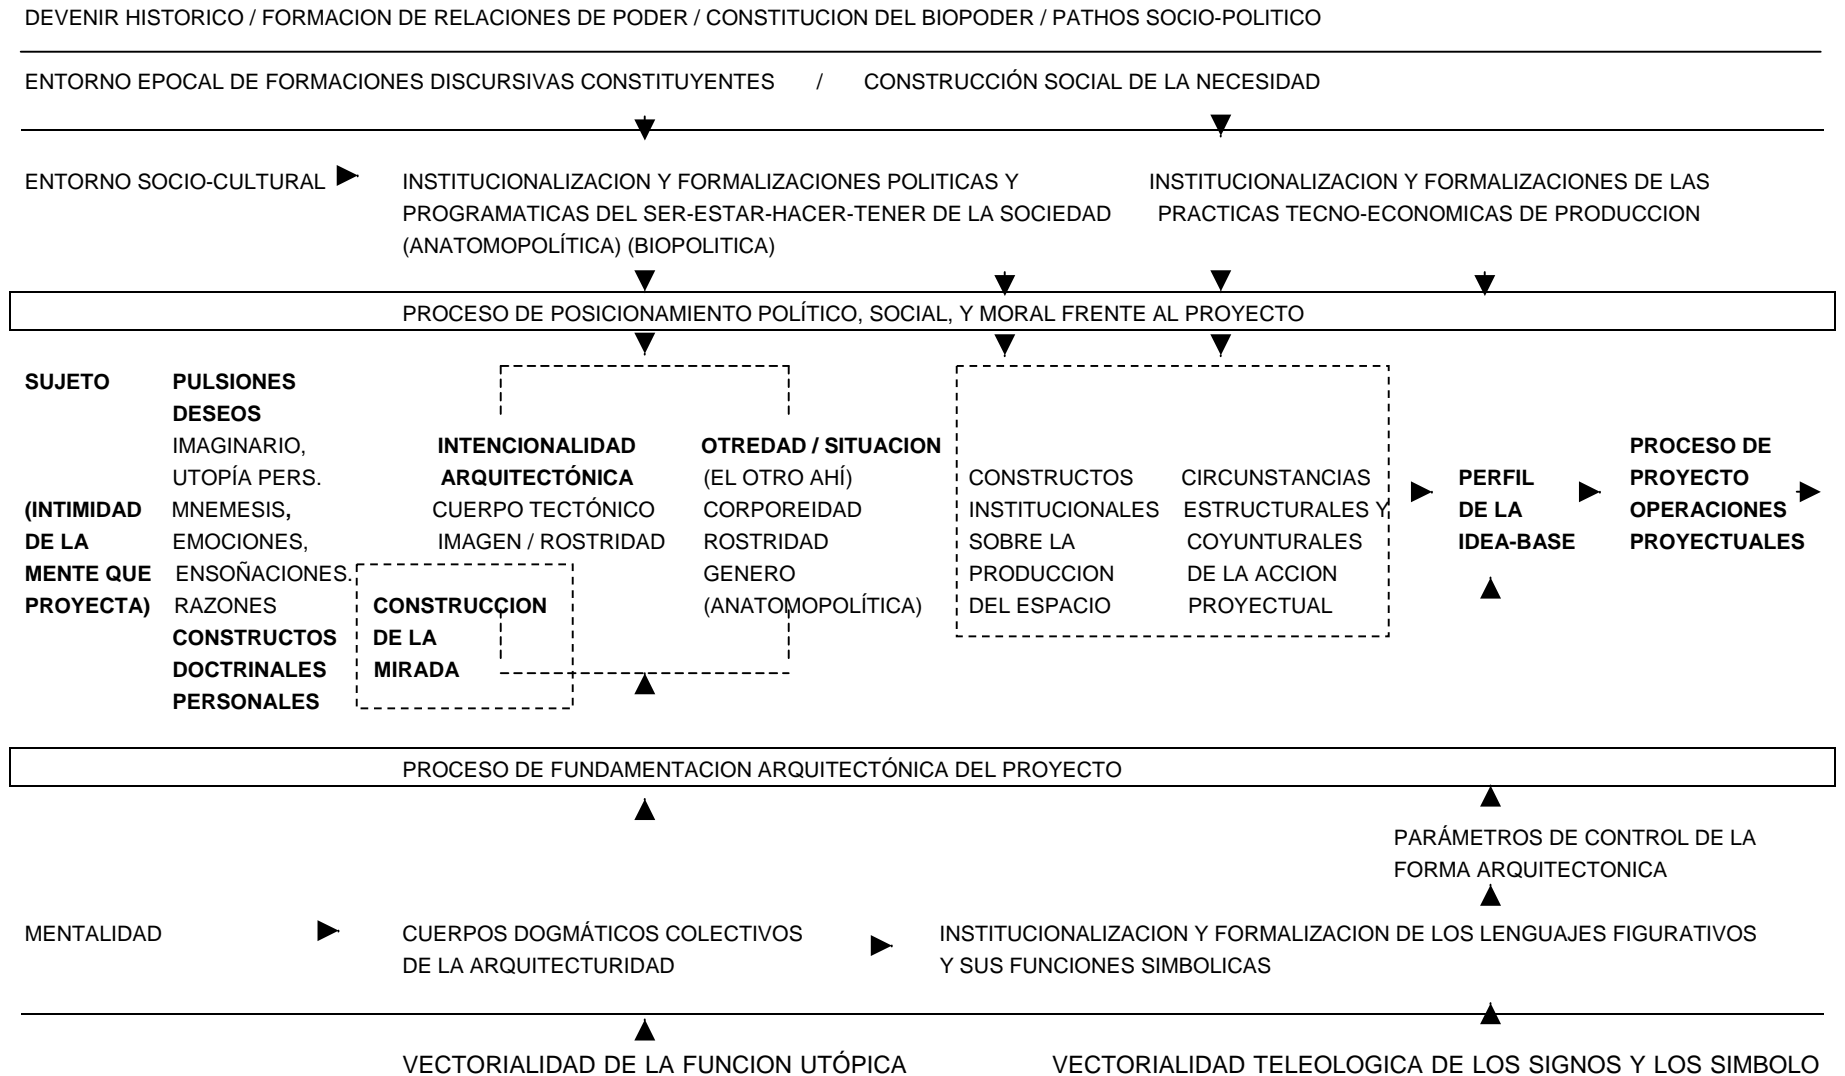 DEVENIR HISTORICO / FORMACION DE RELACIONES DE PODER / CONSTITUCION DEL BIOPODER / PATHOS SOCIO-POLITICO
ENTORNO EPOCAL DE FORMACIONES DISCURSIVAS CONSTITUYENTES / CONSTRUCCIÓN SOCIAL DE LA NECESIDAD
ENTORNO SOCIO-CULTURAL
INSTITUCIONALIZACION Y FORMALIZACIONES POLITICAS Y
PROGRAMATICAS DEL SER-ESTAR-HACER-TENER DE LA SOCIEDAD
(ANATOMOPOLÍTICA) (BIOPOLITICA)
INSTITUCIONALIZACION Y FORMALIZACIONES DE LAS
PRACTICAS TECNO-ECONOMICAS DE PRODUCCION
PROCESO DE POSICIONAMIENTO POLÍTICO, SOCIAL, Y MORAL FRENTE AL PROYECTO
SUJETO
(INTIMIDAD
DE LA
MENTE QUE
PROYECTA)
PULSIONES
DESEOS
IMAGINARIO,
UTOPÍA PERS.
MNEMESIS,
EMOCIONES,
ENSOÑACIONES.
RAZONES
CONSTRUCTOS
DOCTRINALES
PERSONALES
CONSTRUCCION
DE LA
MIRADA
INTENCIONALIDAD
ARQUITECTÓNICA
CUERPO TECTÓNICO
IMAGEN / ROSTRIDAD
OTREDAD / SITUACION
(EL OTRO AHÍ)
CORPOREIDAD
ROSTRIDAD
GENERO
(ANATOMOPOLÍTICA)
CONSTRUCTOS
INSTITUCIONALES
SOBRE LA
PRODUCCION
DEL ESPACIO
CIRCUNSTANCIAS
ESTRUCTURALES Y
COYUNTURALES
DE LA ACCION
PROYECTUAL
PERFIL
DE LA
IDEA-BASE
PROCESO DE
PROYECTO
OPERACIONES
PROYECTUALES
PROCESO DE FUNDAMENTACION ARQUITECTÓNICA DEL PROYECTO
PARÁMETROS DE CONTROL DE LA
FORMA ARQUITECTONICA
MENTALIDAD
CUERPOS DOGMÁTICOS COLECTIVOS
DE LA ARQUITECTURIDAD
INSTITUCIONALIZACION Y FORMALIZACION DE LOS LENGUAJES FIGURATIVOS
Y SUS FUNCIONES SIMBOLICAS
VECTORIALIDAD DE LA FUNCION UTÓPICA
VECTORIALIDAD TELEOLOGICA DE LOS SIGNOS Y LOS SIMBOLO